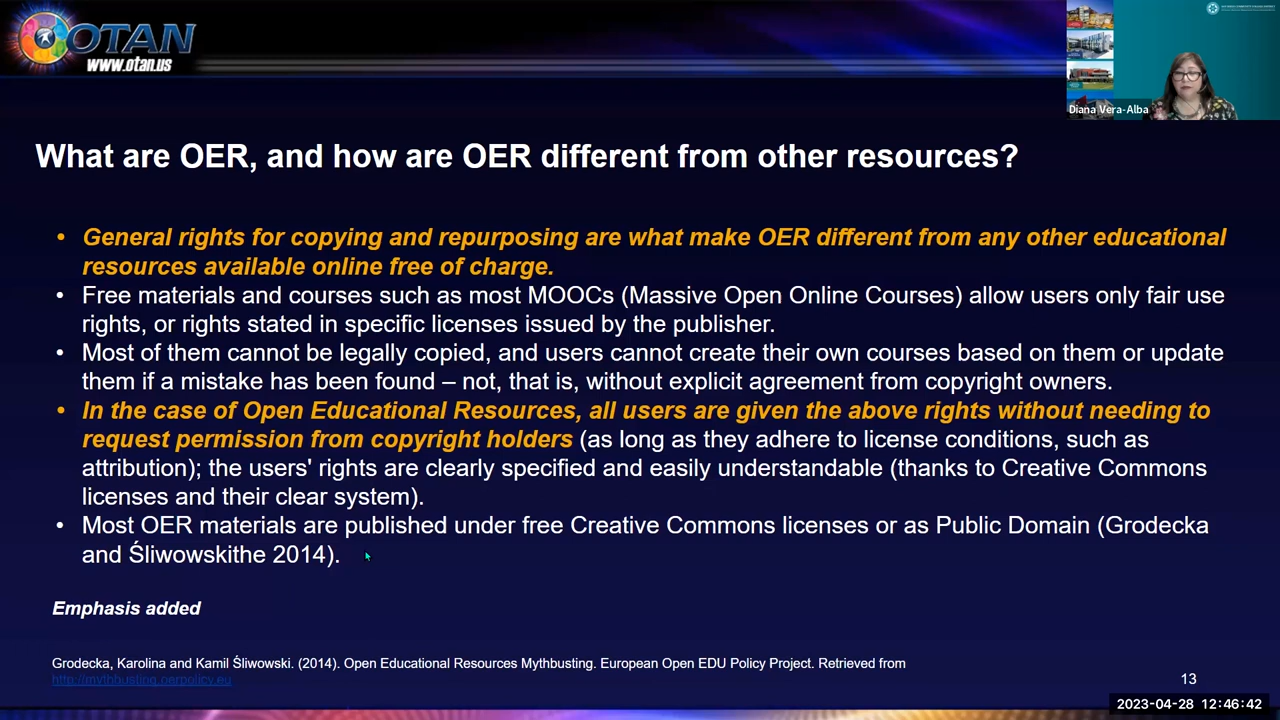 OTAN
www.otan.us
Diana Vera-Alba
What are OER, and how are OER different from other resources?
• General rights for copying and repurposing are what make OER different from any other educational
resources available online free of charge.
• Free materials and courses such as most MOOCs (Massive Open Online Courses) allow users only fair use
rights, or rights stated in specific licenses issued by the publisher.
• Most of them cannot be legally copied, and users cannot create their own courses based on them or update
them if a mistake has been found – not, that is, without explicit agreement from copyright owners.
• In the case of Open Educational Resources, all users are given the above rights without needing to
request permission from copyright holders (as long as they adhere to license conditions, such as
attribution); the users' rights are clearly specified and easily understandable (thanks to Creative Commons
licenses and their clear system).
• Most OER materials are published under free Creative Commons licenses or as Public Domain (Grodecka
and Śliwowskithe 2014).
Emphasis added
Grodecka, Karolina and Kamil Śliwowski. (2014). Open Educational Resources Mythbusting. European Open EDU Policy Project. Retrieved from
http://mythbusting.oerpolicy.eu
13
2023-04-28 12:46:42